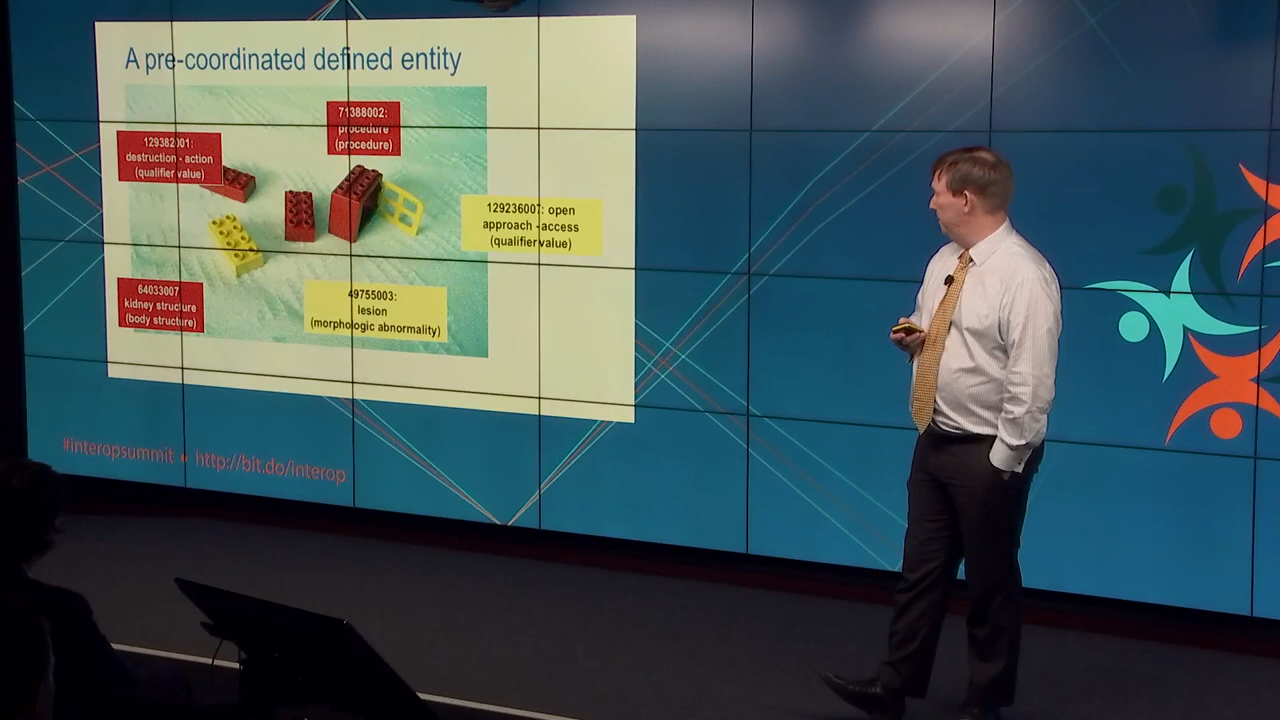 A pre-coordinated defined entity
71388002:
procedure
(procedure)
129382001:
destruction - action
(qualifier value)
129236007: open
approach - access
(qualifier value)
64033007
kidney structure
(body structure)
49755003:
lesion
(morphologic abnormality)
#interopsummit • http://bit.do/interop